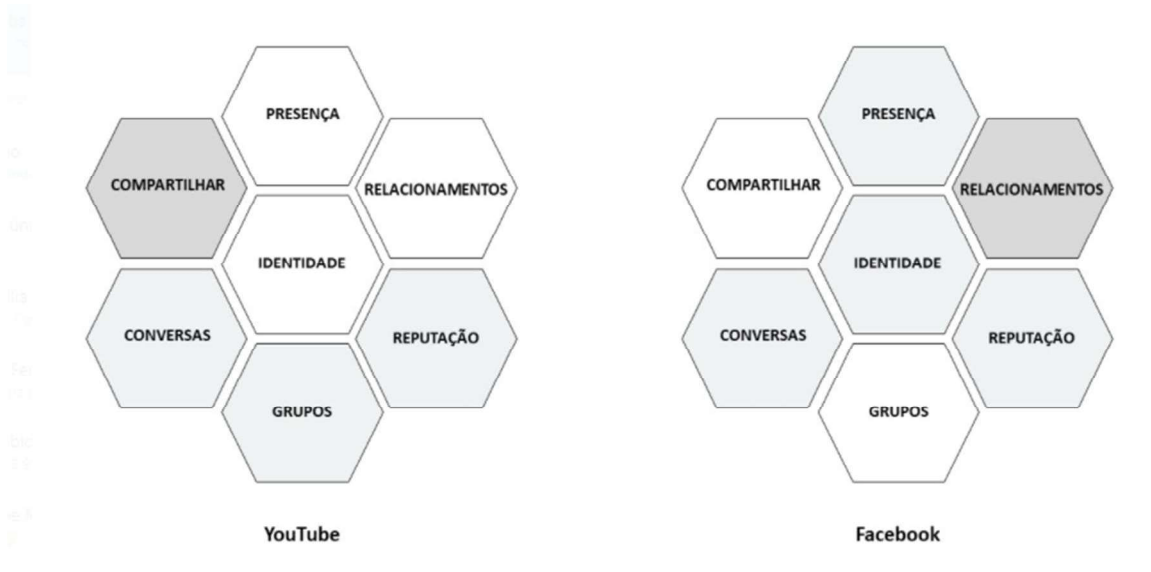 PRESENÇA
COMPARTILHAR
RELACIONAMENTOS
IDENTIDADE
CONVERSAS
REPUTAÇÃO
GRUPOS
YouTube
PRESENÇA
COMPARTILHAR
RELACIONAMENTOS
IDENTIDADE
CONVERSAS
REPUTAÇÃO
GRUPOS
Facebook